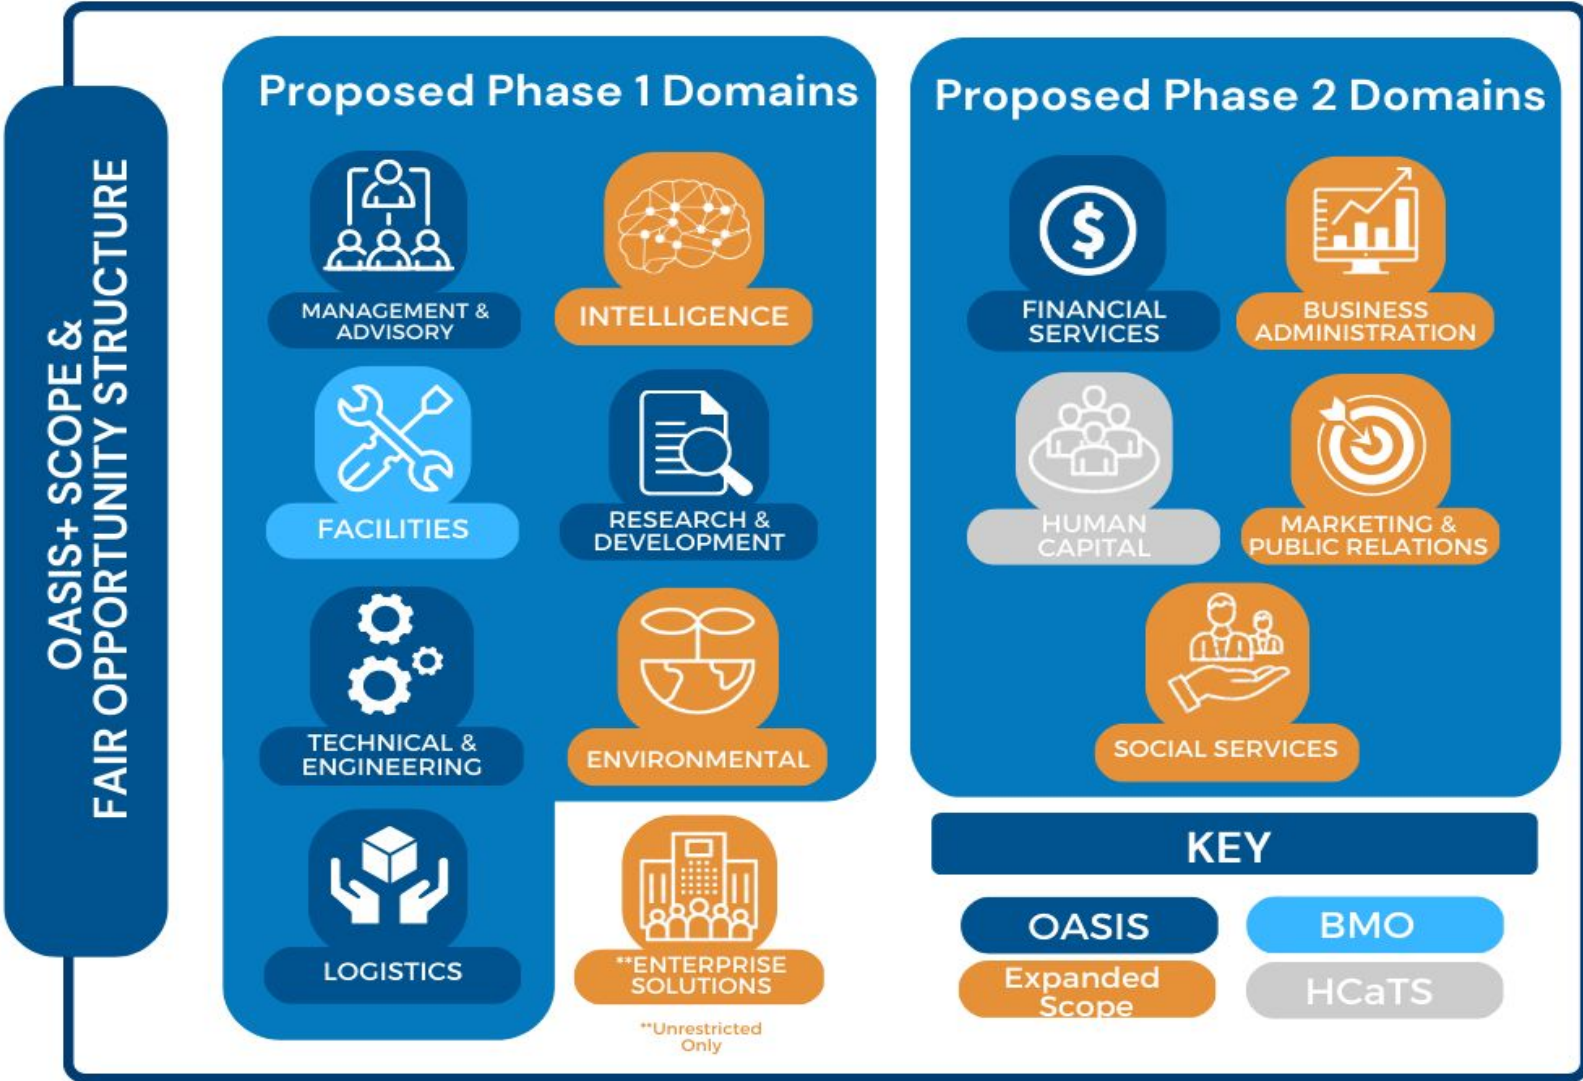 OASIS+ SCOPE &
FAIR OPPORTUNITY STRUCTURE
Proposed Phase 1 Domains
MANAGEMENT &
ADVISORY
INTELLIGENCE
FACILITIES
RESEARCH &
DEVELOPMENT
TECHNICAL &
ENGINEERING
ENVIRONMENTAL
LOGISTICS
**ENTERPRISE
SOLUTIONS
**Unrestricted
Only
Proposed Phase 2 Domains
$
FINANCIAL
SERVICES
BUSINESS
ADMINISTRATION
HUMAN
CAPITAL
MARKETING &
PUBLIC RELATIONS
SOCIAL SERVICES
KEY
OASIS
BMO
Expanded
Scope
HCaTS